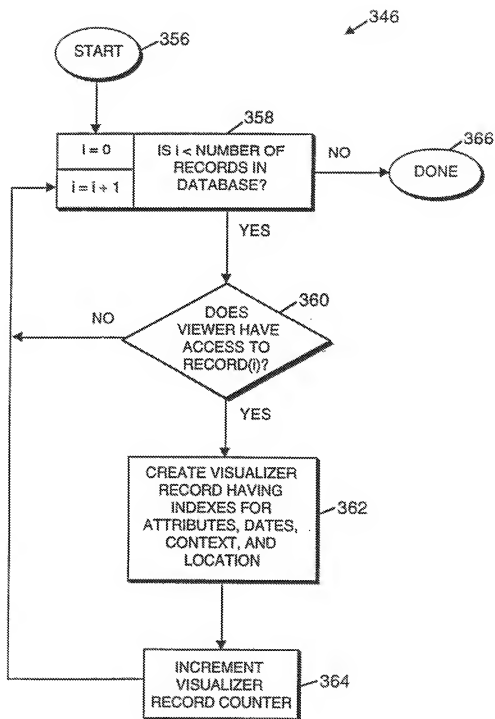 346
START
356
358
i = 0
i = i + 1
IS i < NUMBER OF
RECORDS IN
DATABASE?
NO
366
DONE
YES
360
DOES
VIEWER HAVE
ACCESS TO
RECORD(i)?
NO
YES
CREATE VISUALIZER
RECORD HAVING
INDEXES FOR
ATTRIBUTES, DATES,
CONTEXT, AND
LOCATION
362
INCREMENT
VISUALIZER
RECORD COUNTER
364